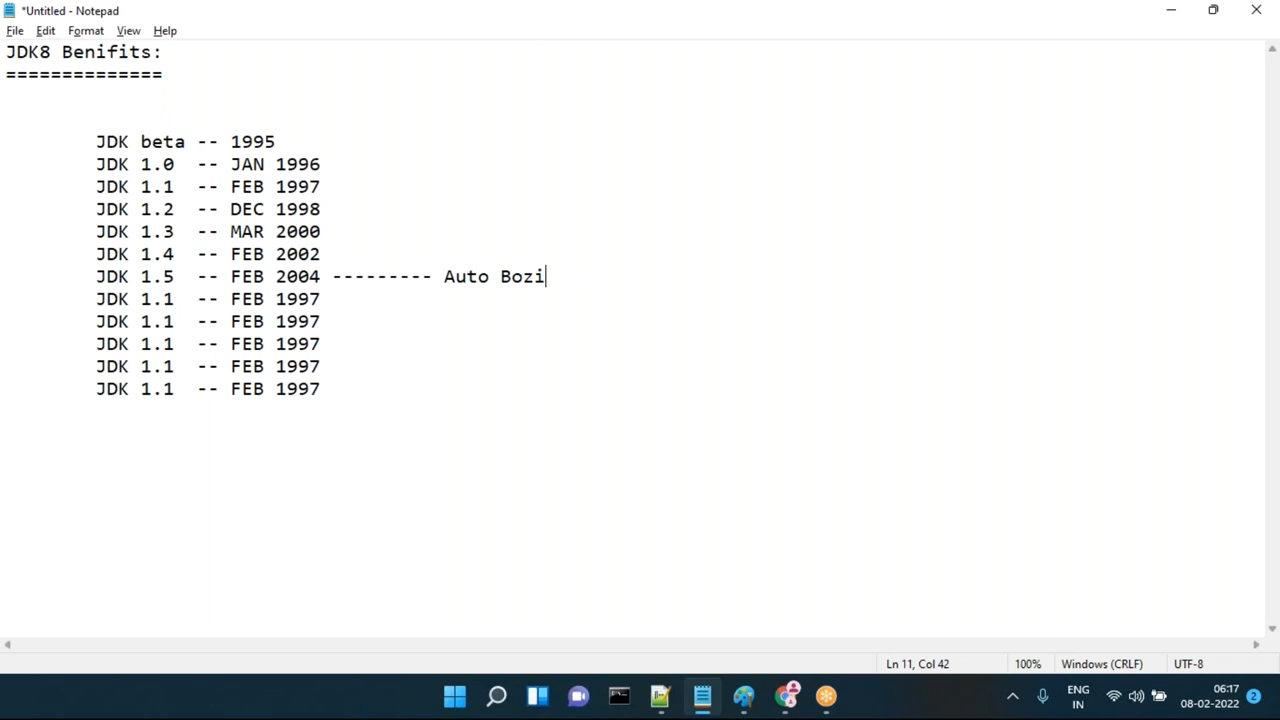 *Untitled - Notepad
File Edit Format View Help
JDK8 Benifits:
==============
JDK beta -- 1995
JDK 1.0 -- JAN 1996
JDK 1.1 -- FEB 1997
JDK 1.2 -- DEC 1998
JDK 1.3 -- MAR 2000
JDK 1.4 -- FEB 2002
JDK 1.5 -- FEB 2004 --------- Auto Bozi
JDK 1.1 -- FEB 1997
JDK 1.1 -- FEB 1997
JDK 1.1 -- FEB 1997
JDK 1.1 -- FEB 1997
JDK 1.1 -- FEB 1997
Ln 11, Col 42 100% Windows (CRLF) UTF-8
ENG 06:17
IN 08-02-2022 2